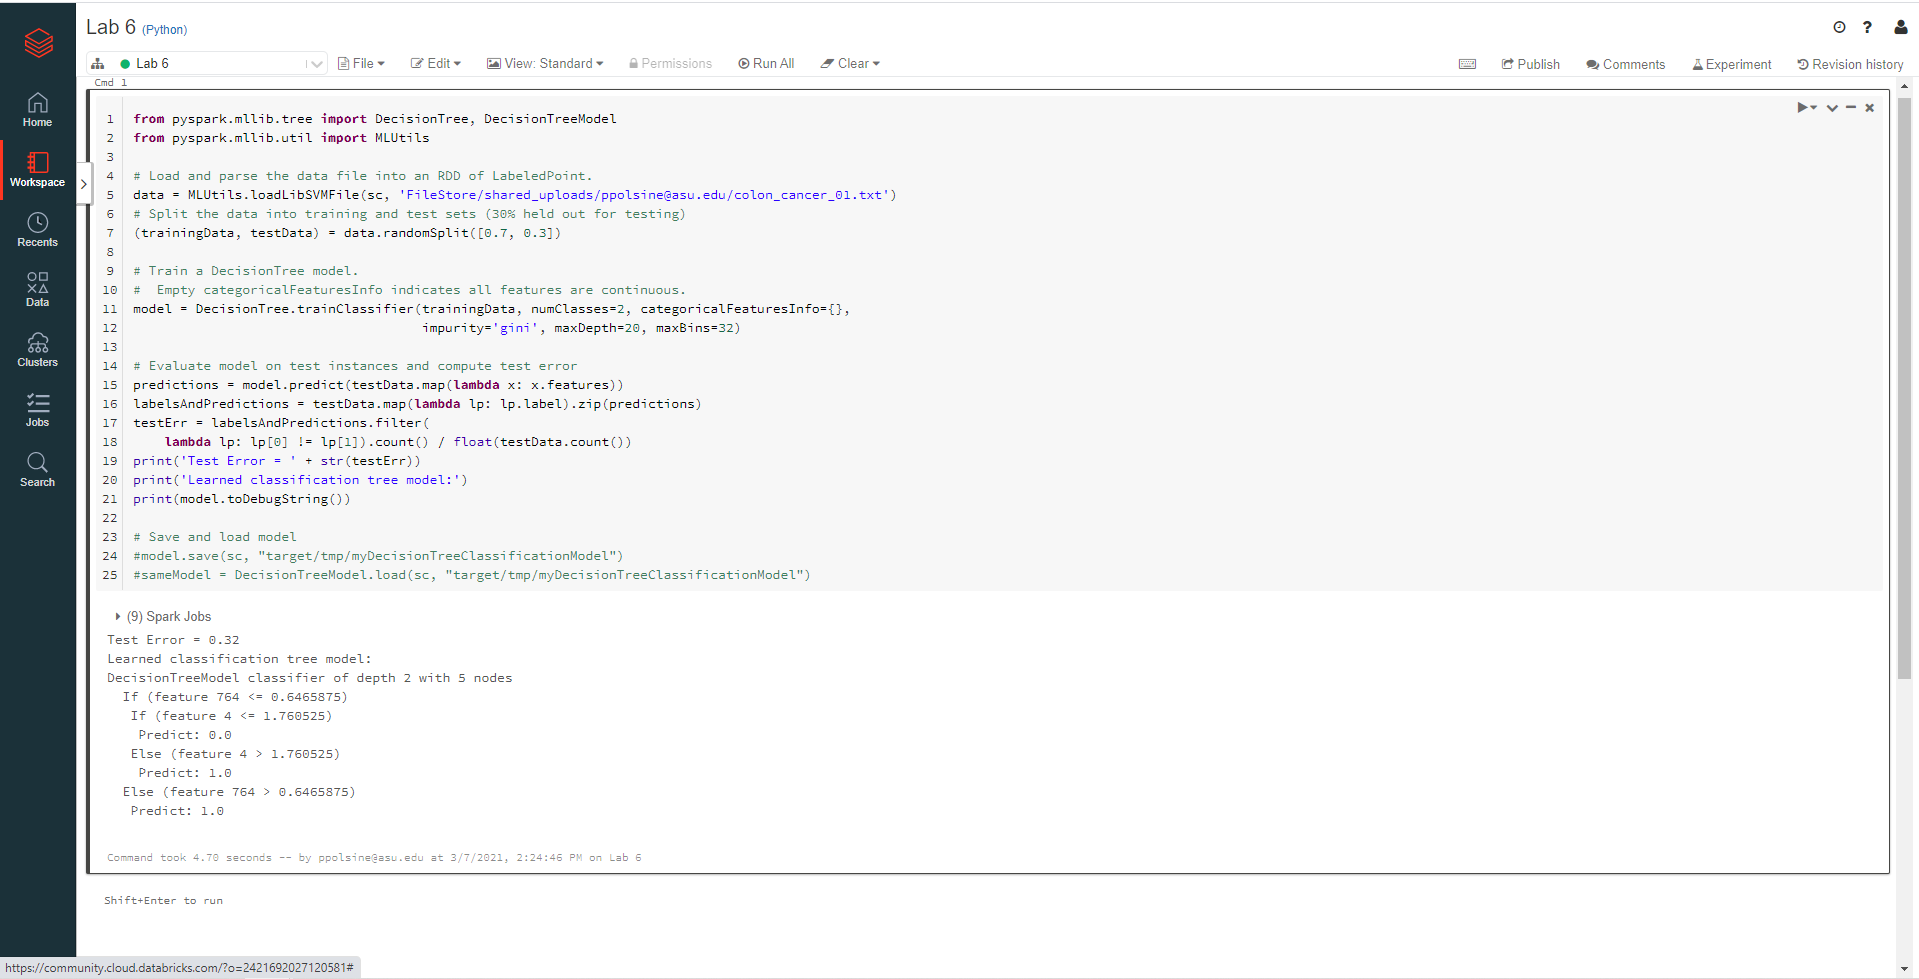 Lab 6 (Python)
Lab 6 File Edit View: Standard Permissions Run All Clear Publish Comments Experiment Revision history
Cmd 1
Home
Workspace
Recents
Data
Clusters
Jobs
Search
1 from pyspark.mllib.tree import DecisionTree, DecisionTreeModel
2 from pyspark.mllib.util import MLUtils
3
4 # Load and parse the data file into an RDD of LabeledPoint.
5 data = MLUtils.loadLibSVMFile(sc, 'FileStore/shared_uploads/ppolsine@asu.edu/colon_cancer_01.txt')
6 # Split the data into training and test sets (30% held out for testing)
7 (trainingData, testData) = data.randomSplit([0.7, 0.3])
8
9 # Train a DecisionTree model.
10 #  Empty categoricalFeaturesInfo indicates all features are continuous.
11 model = DecisionTree.trainClassifier(trainingData, numClasses=2, categoricalFeaturesInfo={},
12                                      impurity='gini', maxDepth=20, maxBins=32)
13
14 # Evaluate model on test instances and compute test error
15 predictions = model.predict(testData.map(lambda x: x.features))
16 labelsAndPredictions = testData.map(lambda lp: lp.label).zip(predictions)
17 testErr = labelsAndPredictions.filter(
18     lambda lp: lp[0] != lp[1]).count() / float(testData.count())
19 print('Test Error = ' + str(testErr))
20 print('Learned classification tree model:')
21 print(model.toDebugString())
22
23 # Save and load model
24 #model.save(sc, "target/tmp/myDecisionTreeClassificationModel")
25 #sameModel = DecisionTreeModel.load(sc, "target/tmp/myDecisionTreeClassificationModel")
(9) Spark Jobs
Test Error = 0.32
Learned classification tree model:
DecisionTreeModel classifier of depth 2 with 5 nodes
  If (feature 764 <= 0.6465875)
   If (feature 4 <= 1.760525)
    Predict: 0.0
   Else (feature 4 > 1.760525)
    Predict: 1.0
  Else (feature 764 > 0.6465875)
   Predict: 1.0
Command took 4.70 seconds -- by ppolsine@asu.edu at 3/7/2021, 2:24:46 PM on Lab 6
Shift+Enter to run
https://community.cloud.databricks.com/?o=2421692027120581#